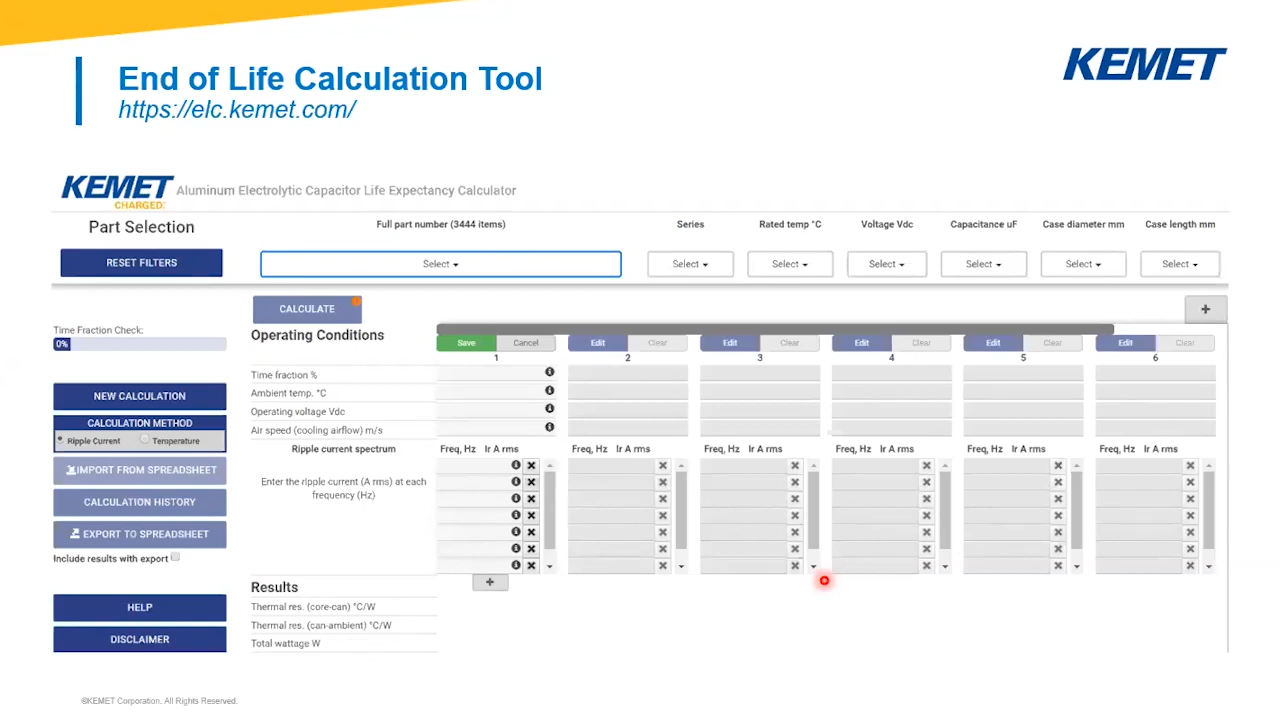 End of Life Calculation Tool
https://elc.kemet.com/
KEMET
KEMET CHARGED. Aluminum Electrolytic Capacitor Life Expectancy Calculator
Part Selection
Full part number (3444 items) Series Rated temp °C Voltage Vdc Capacitance uF Case diameter mm Case length mm
RESET FILTERS Select Select Select Select Select Select Select
CALCULATE +
Time Fraction Check:
0%
Operating Conditions
Save Cancel Edit Clear Edit Clear Edit Clear Edit Clear Edit Clear
1 2 3 4 5 6
Time fraction %
Ambient temp. °C
Operating voltage Vdc
Air speed (cooling airflow) m/s
NEW CALCULATION
CALCULATION METHOD
Ripple Current Temperature
IMPORT FROM SPREADSHEET
CALCULATION HISTORY
EXPORT TO SPREADSHEET
Include results with export
HELP
DISCLAIMER
Ripple current spectrum Freq, Hz Ir A rms Freq, Hz Ir A rms Freq, Hz Ir A rms Freq, Hz Ir A rms Freq, Hz Ir A rms Freq, Hz Ir A rms
Enter the ripple current (A rms) at each
frequency (Hz)
+
Results
Thermal res. (core-can) °C/W
Thermal res. (can-ambient) °C/W
Total wattage W
©KEMET Corporation. All Rights Reserved.